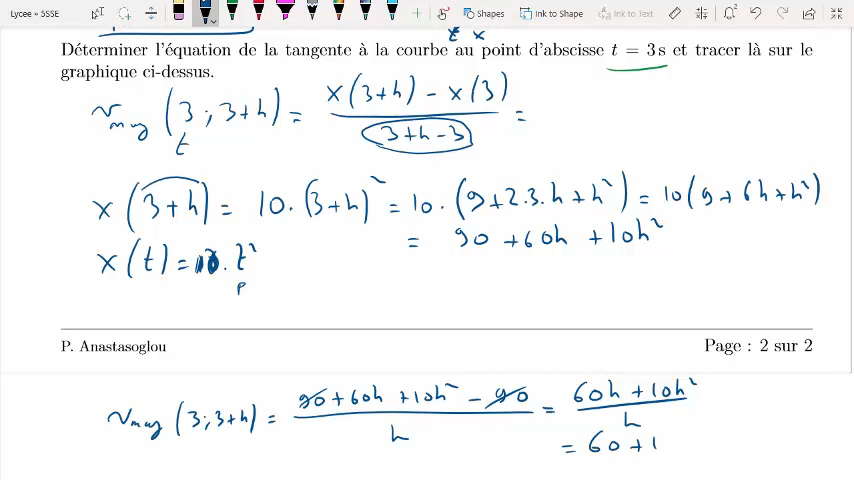 Lycee » 5SSE
Shapes Ink to Shape Ink to Text
t x
Déterminer l'équation de la tangente à la courbe au point d'abscisse t = 3 s et tracer là sur le
graphique ci-dessus.
v_moy (3 ; 3+h) = (x(3+h) - x(3)) / (3+h-3) =
t
x(3+h) = 10·(3+h)² = 10·(9+2.3.h+h²) = 10(9+6h+h²)
= 90 + 60h + 10h²
x(t) = 10·t²
P. Anastasoglou Page : 2 sur 2
v_moy (3 ; 3+h) = (90 + 60h + 10h² - 90) / h = (60h + 10h²) / h
= 60 + 1